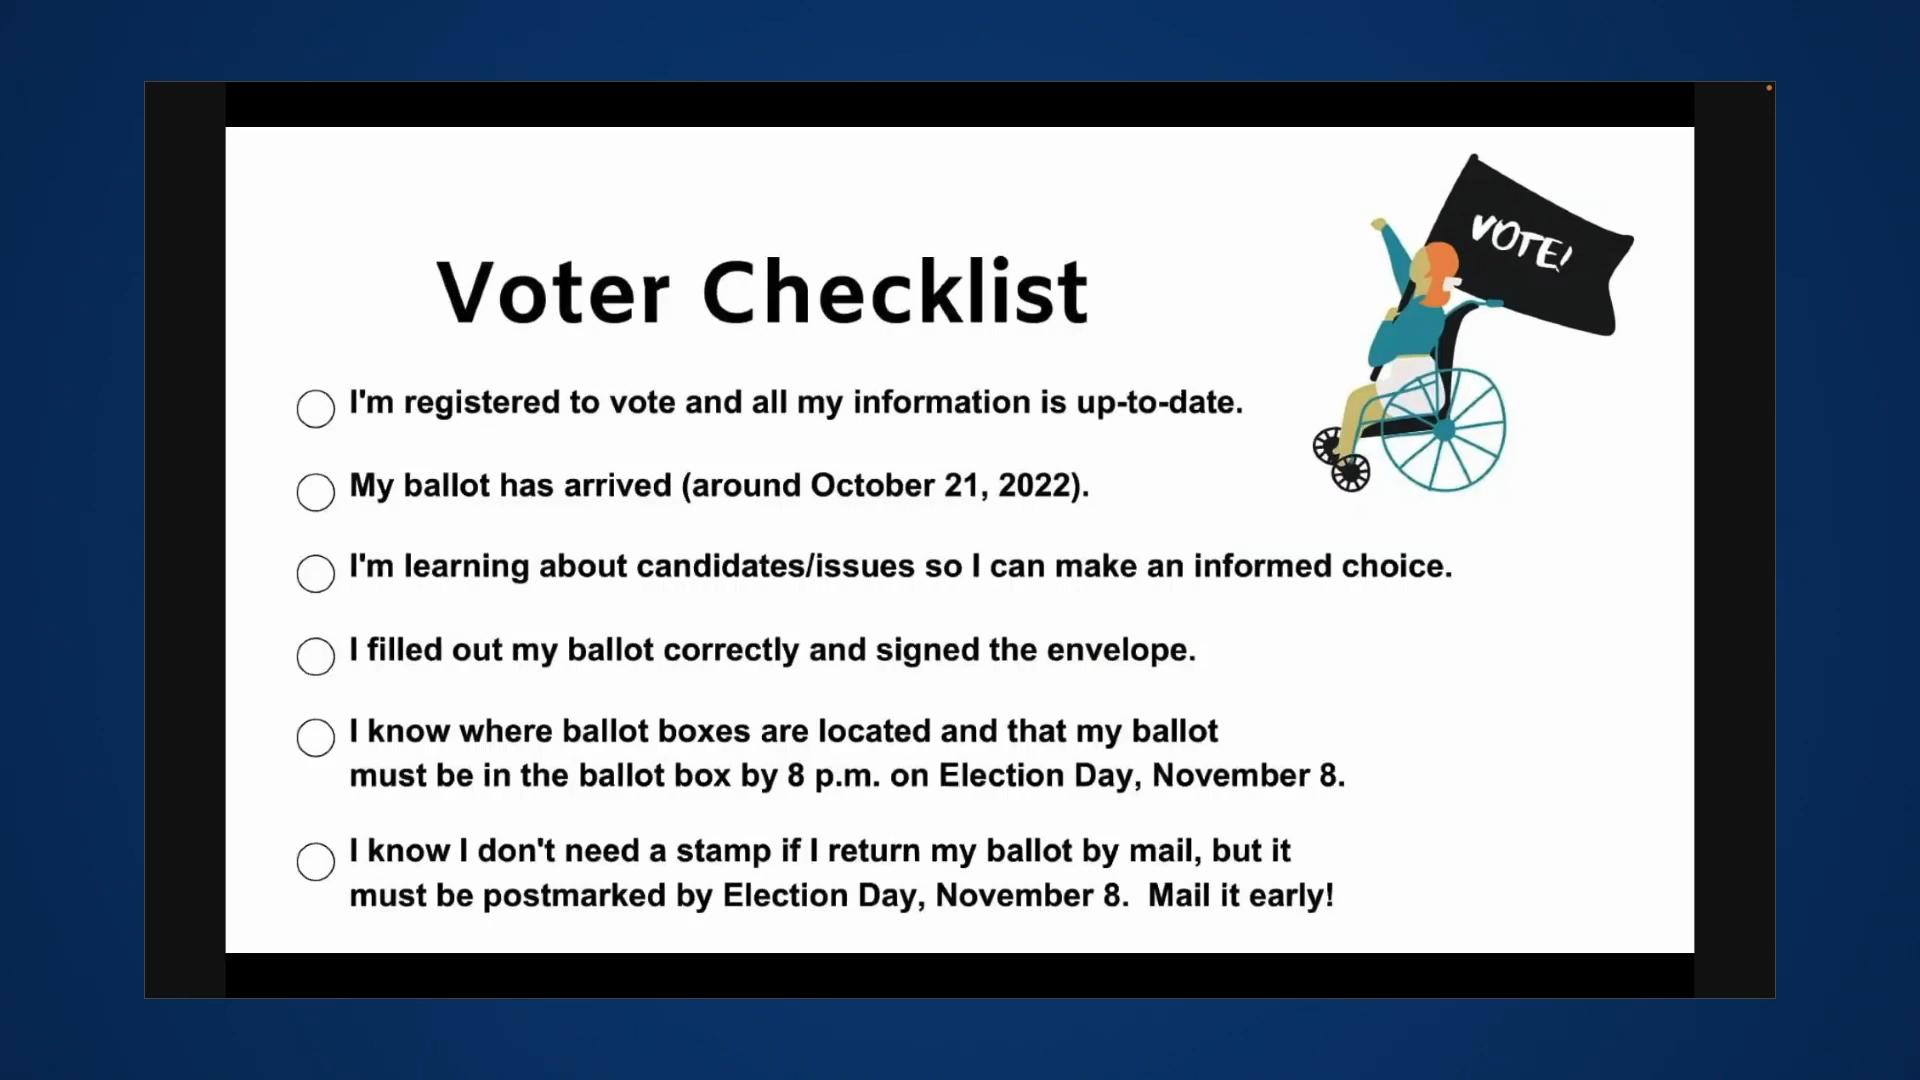 VOTE!
Voter Checklist
I'm registered to vote and all my information is up-to-date.
My ballot has arrived (around October 21, 2022).
I'm learning about candidates/issues so I can make an informed choice.
I filled out my ballot correctly and signed the envelope.
I know where ballot boxes are located and that my ballot
must be in the ballot box by 8 p.m. on Election Day, November 8.
I know I don't need a stamp if I return my ballot by mail, but it
must be postmarked by Election Day, November 8.  Mail it early!